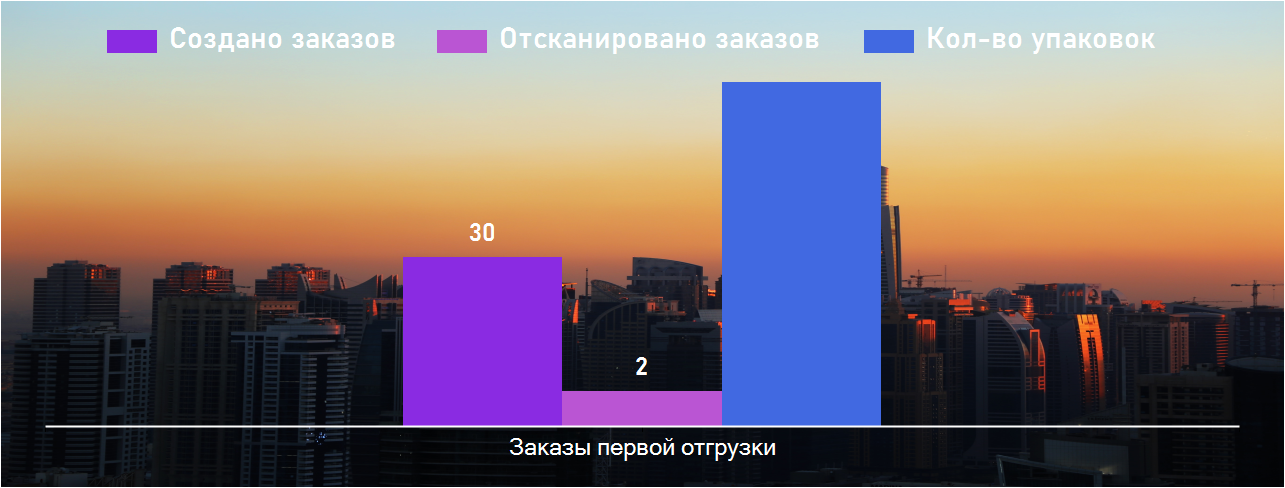 Создано заказов Отсканировано заказов Кол-во упаковок
30
2
Заказы первой отгрузки